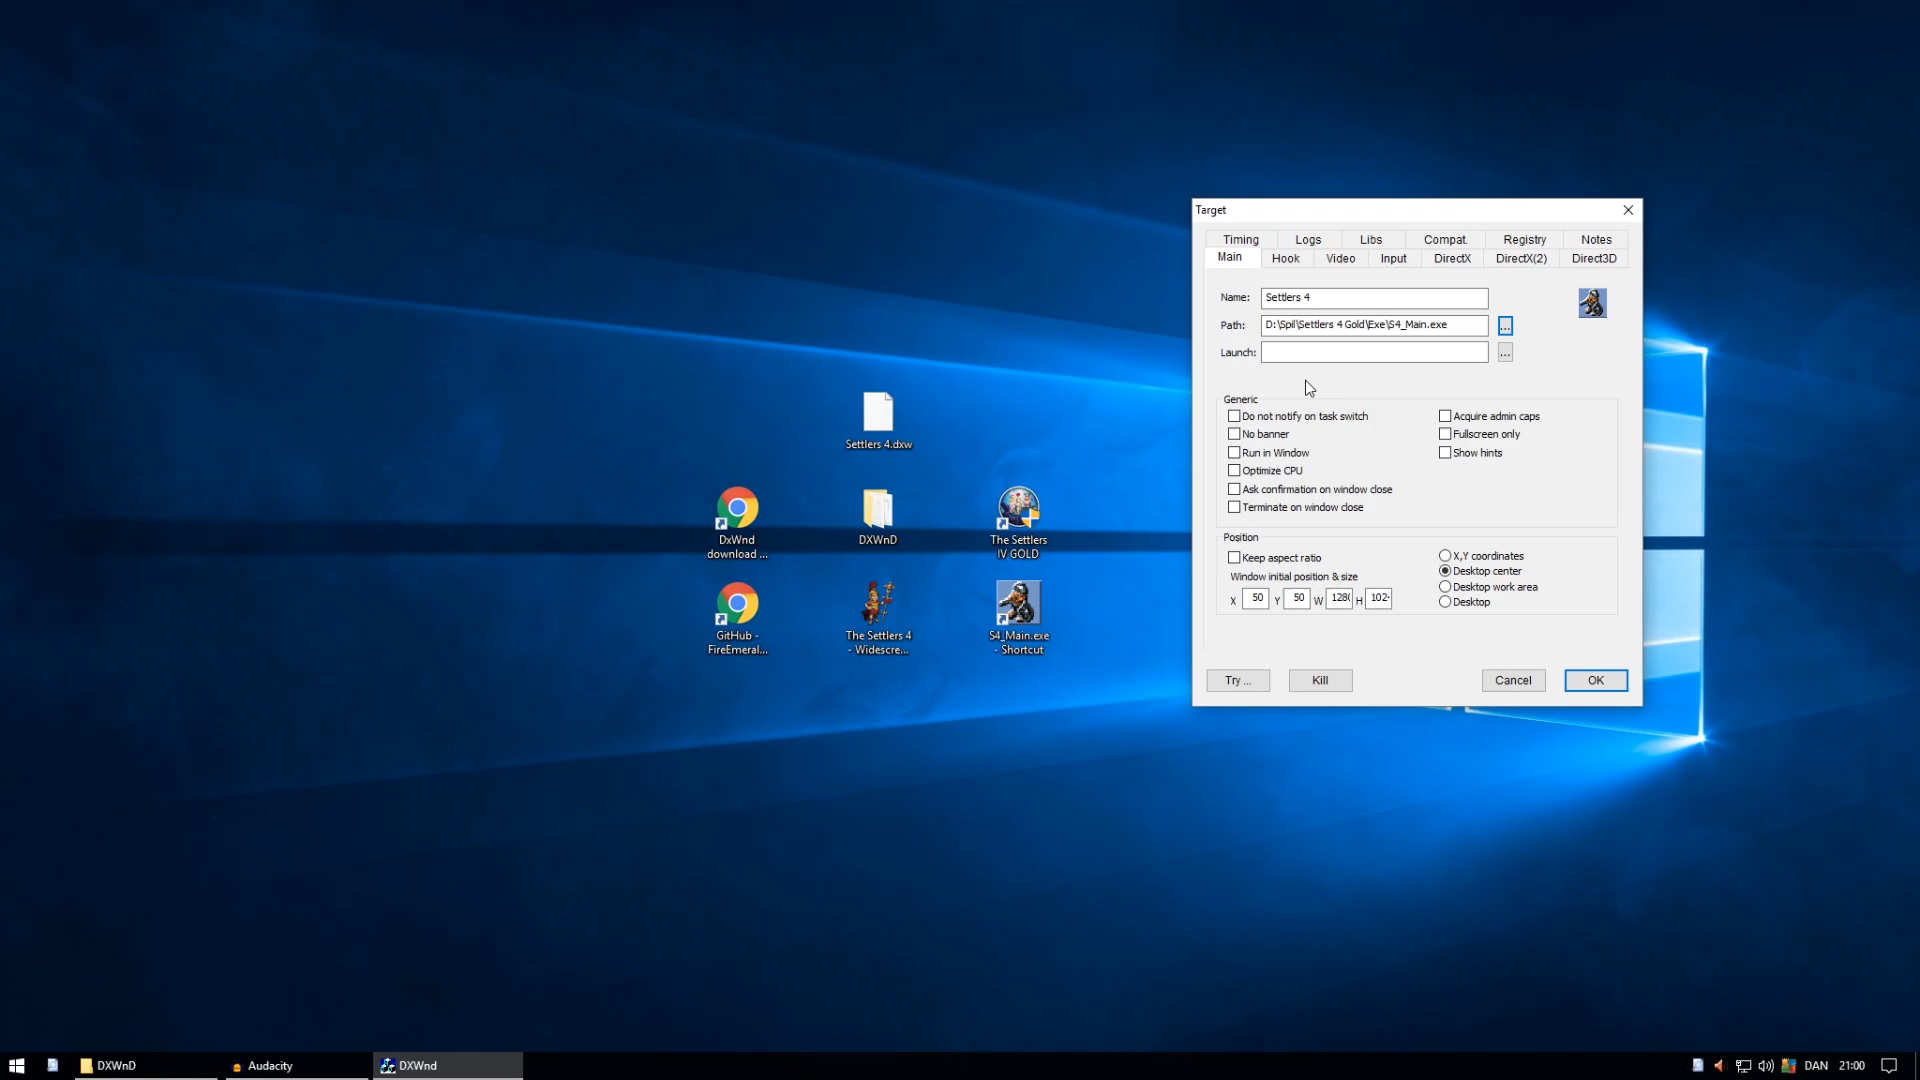 Target
Timing Logs Libs Compat. Registry Notes
Main Hook Video Input DirectX DirectX(2) Direct3D
Name: Settlers 4
Path: D:\Spil\Settlers 4 Gold\Exe\S4_Main.exe ...
Launch: ...
Generic
Do not notify on task switch
No banner
Run in Window
Optimize CPU
Ask confirmation on window close
Terminate on window close
Acquire admin caps
Fullscreen only
Show hints
Position
Keep aspect ratio
Window initial position & size
X 50 Y 50 W 128 H 102
X,Y coordinates
Desktop center
Desktop work area
Desktop
Try ... Kill Cancel OK
Settlers 4.dxw
DxWnd
download ...
DXWnD
The Settlers
IV GOLD
GitHub -
FireEmeral...
The Settlers 4
- Widescre...
S4_Main.exe
- Shortcut
DXWnD Audacity DXWnd DAN 21:00